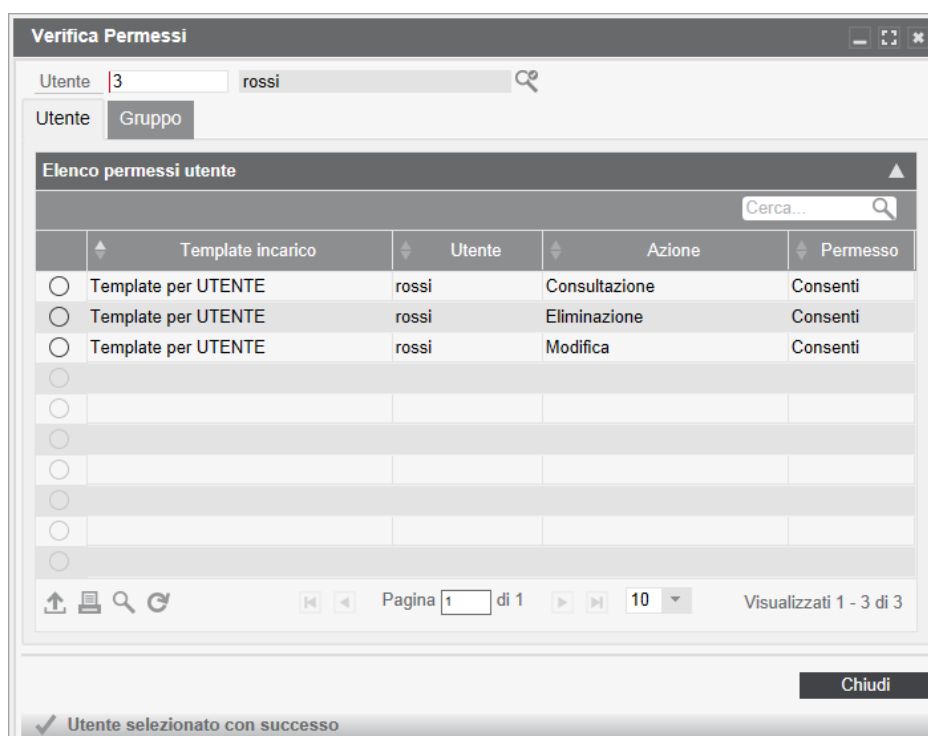 Verifica Permessi
Utente 3 rossi
Utente Gruppo
Elenco permessi utente
Cerca...
Template incarico Utente Azione Permesso
Template per UTENTE rossi Consultazione Consenti
Template per UTENTE rossi Eliminazione Consenti
Template per UTENTE rossi Modifica Consenti
Pagina 1 di 1 10 Visualizzati 1 - 3 di 3
Chiudi
Utente selezionato con successo